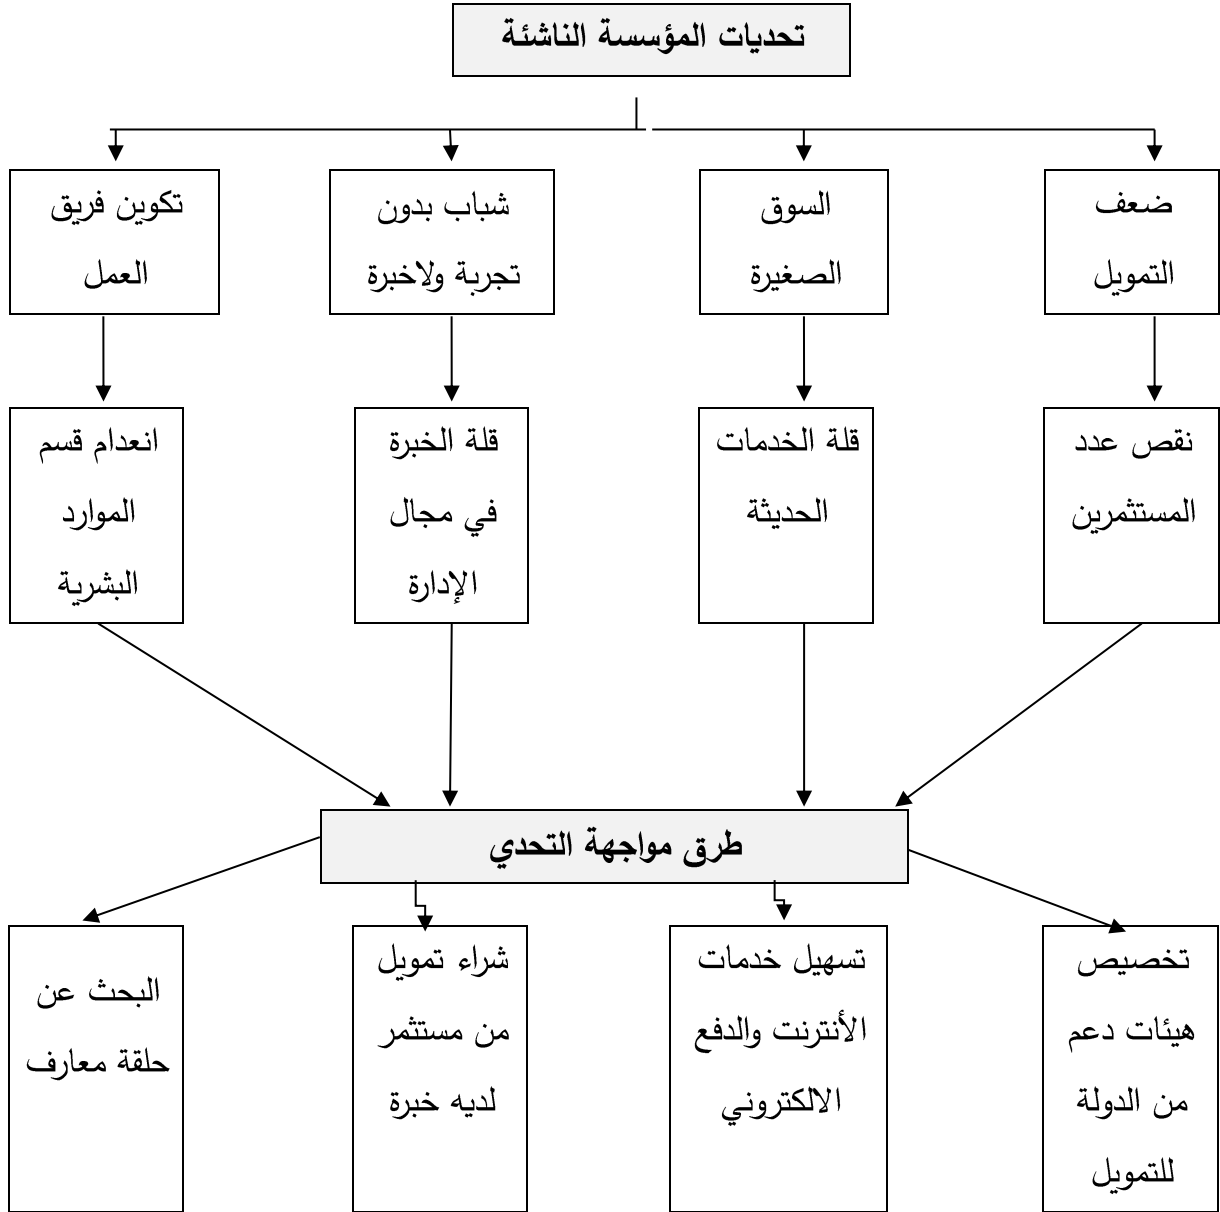 تحديات المؤسسة الناشئة
ضعف
التمويل
السوق
الصغيرة
شباب بدون
تجربة ولاخبرة
تكوين فريق
العمل
نقص عدد
المستثمرين
قلة الخدمات
الحديثة
قلة الخبرة
في مجال
الإدارة
انعدام قسم
الموارد
البشرية
طرق مواجهة التحدي
تخصيص
هيئات دعم
من الدولة
للتمويل
تسهيل خدمات
الأنترنت والدفع
الالكتروني
شراء تمويل
من مستثمر
لديه خبرة
البحث عن
حلقة معارف